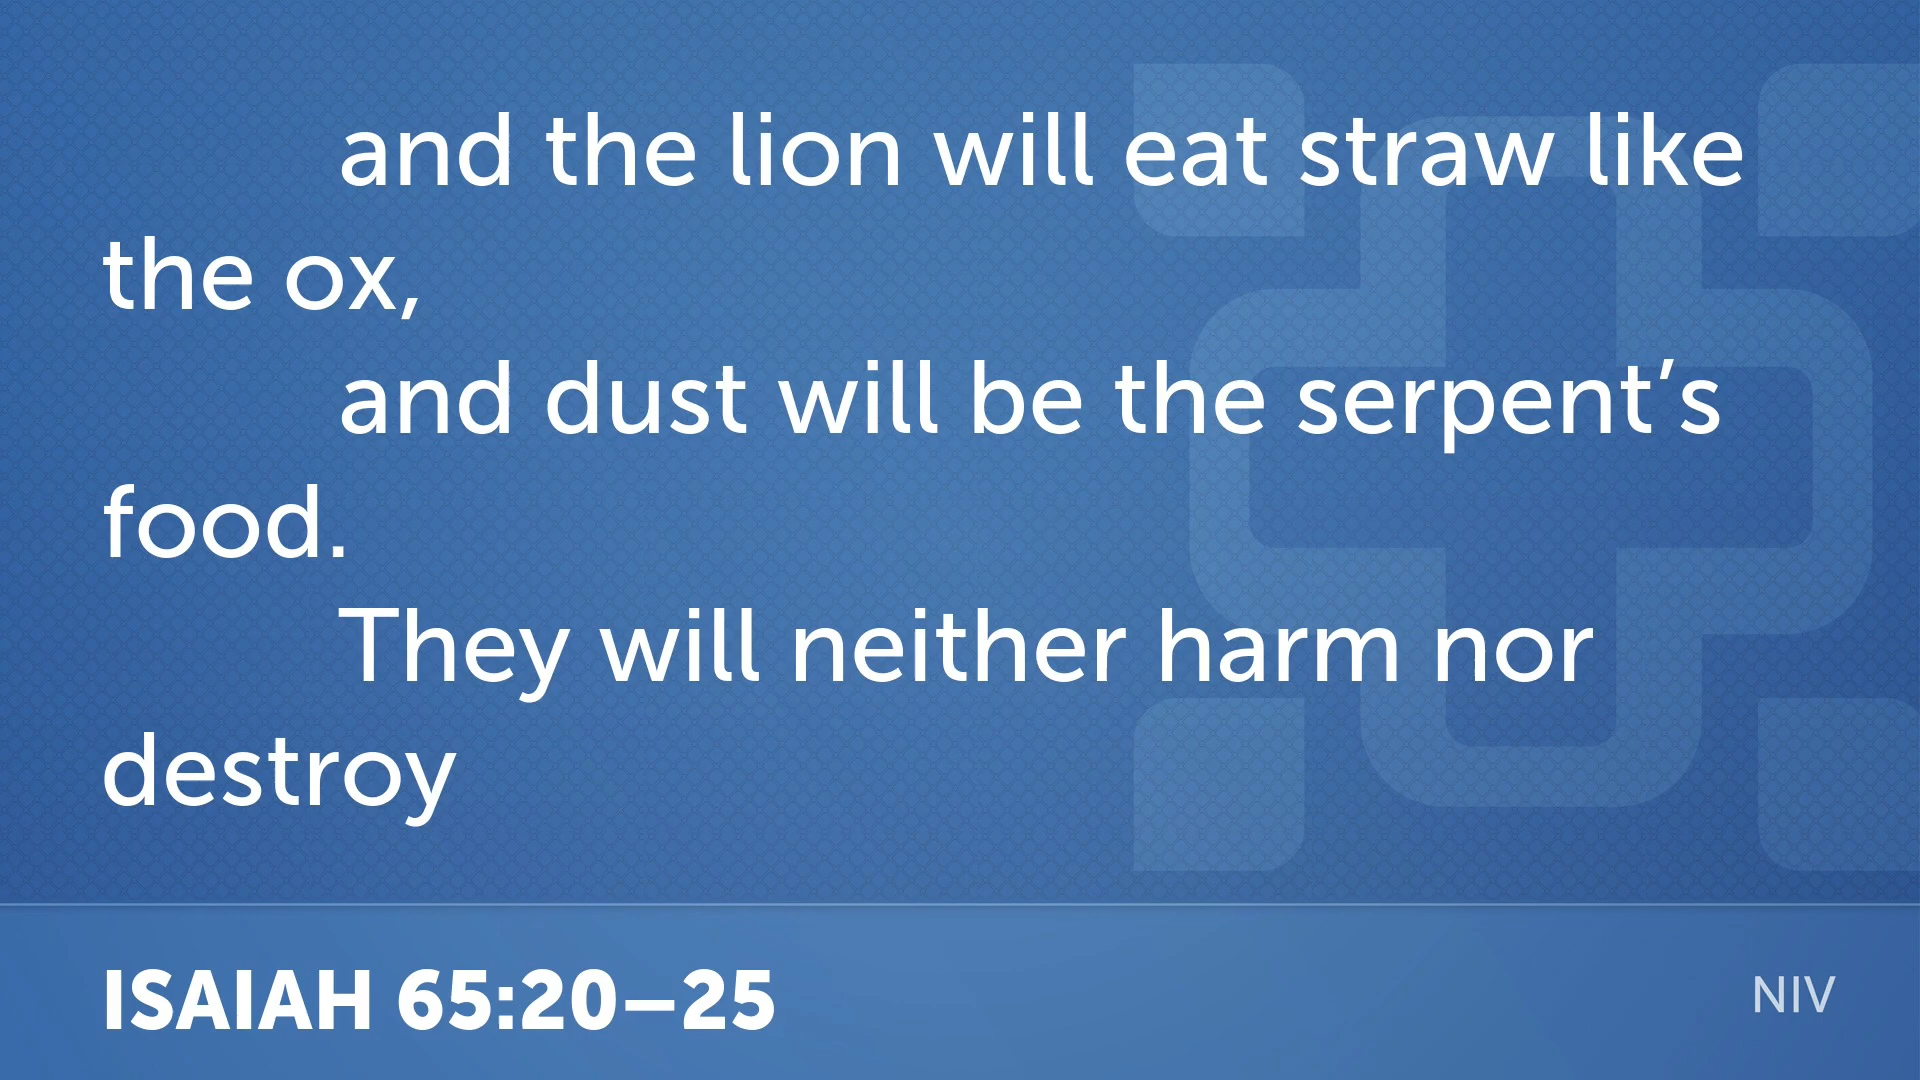 and the lion will eat straw like
the ox,
and dust will be the serpent’s
food.
They will neither harm nor
destroy
ISAIAH 65:20–25
NIV